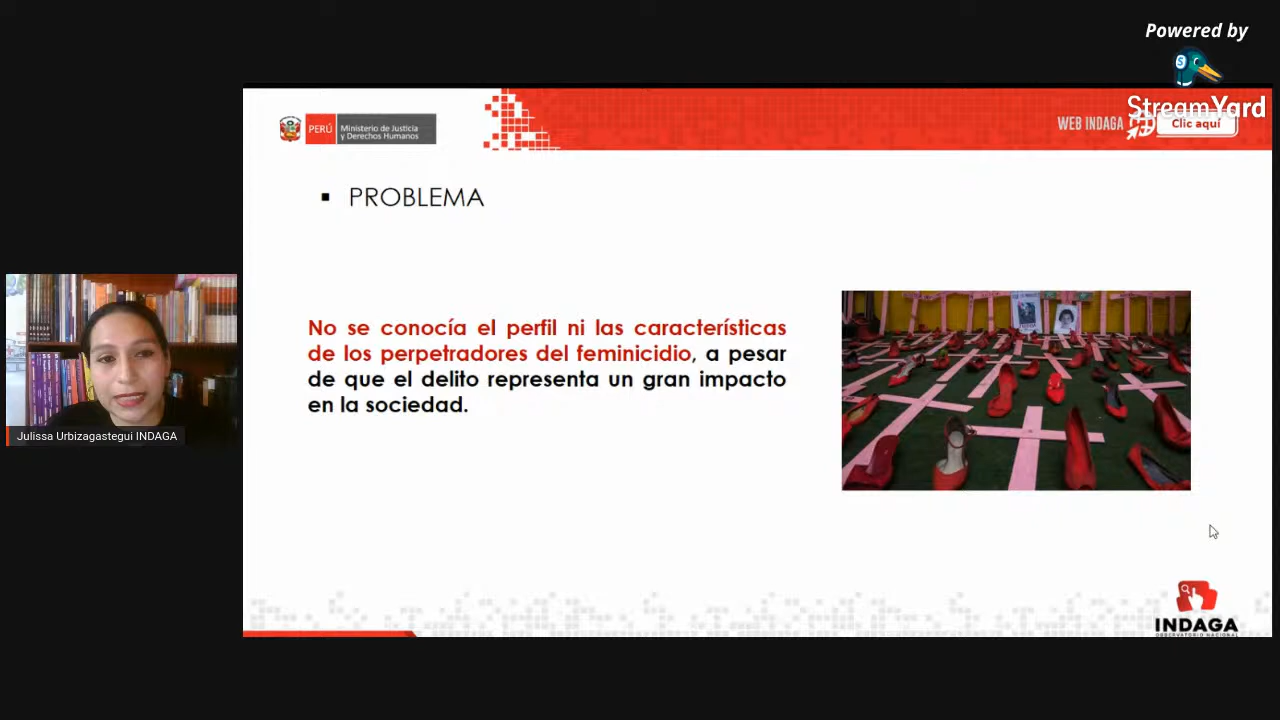 Powered by
StreamYard
PERÚ
Ministerio de Justicia
y Derechos Humanos
WEB INDAGA
Clic aquí
▪ PROBLEMA
No se conocía el perfil ni las características
de los perpetradores del feminicidio, a pesar
de que el delito representa un gran impacto
en la sociedad.
Julissa Urbizagastegui INDAGA
INDAGA
OBSERVATORIO NACIONAL